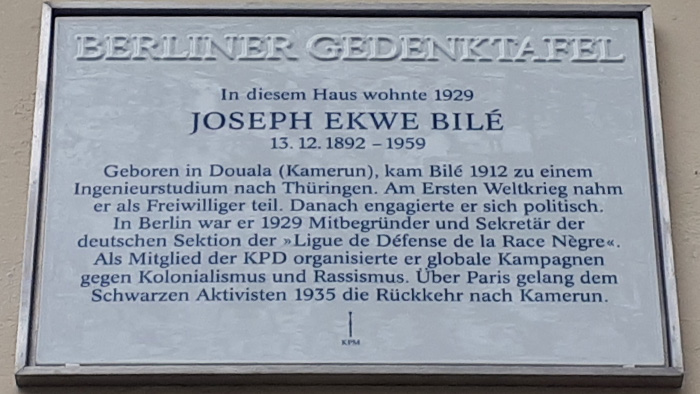 BERLINER GEDENKTAFEL
In diesem Haus wohnte 1929
JOSEPH EKWE BILÉ
13.12.1892 – 1959
Geboren in Douala (Kamerun), kam Bilé 1912 zu einem
Ingenieurstudium nach Thüringen. Am Ersten Weltkrieg nahm
er als Freiwilliger teil. Danach engagierte er sich politisch.
In Berlin war er 1929 Mitbegründer und Sekretär der
deutschen Sektion der »Ligue de Défense de la Race Nègre«.
Als Mitglied der KPD organisierte er globale Kampagnen
gegen Kolonialismus und Rassismus. Über Paris gelang dem
Schwarzen Aktivisten 1935 die Rückkehr nach Kamerun.
KPM